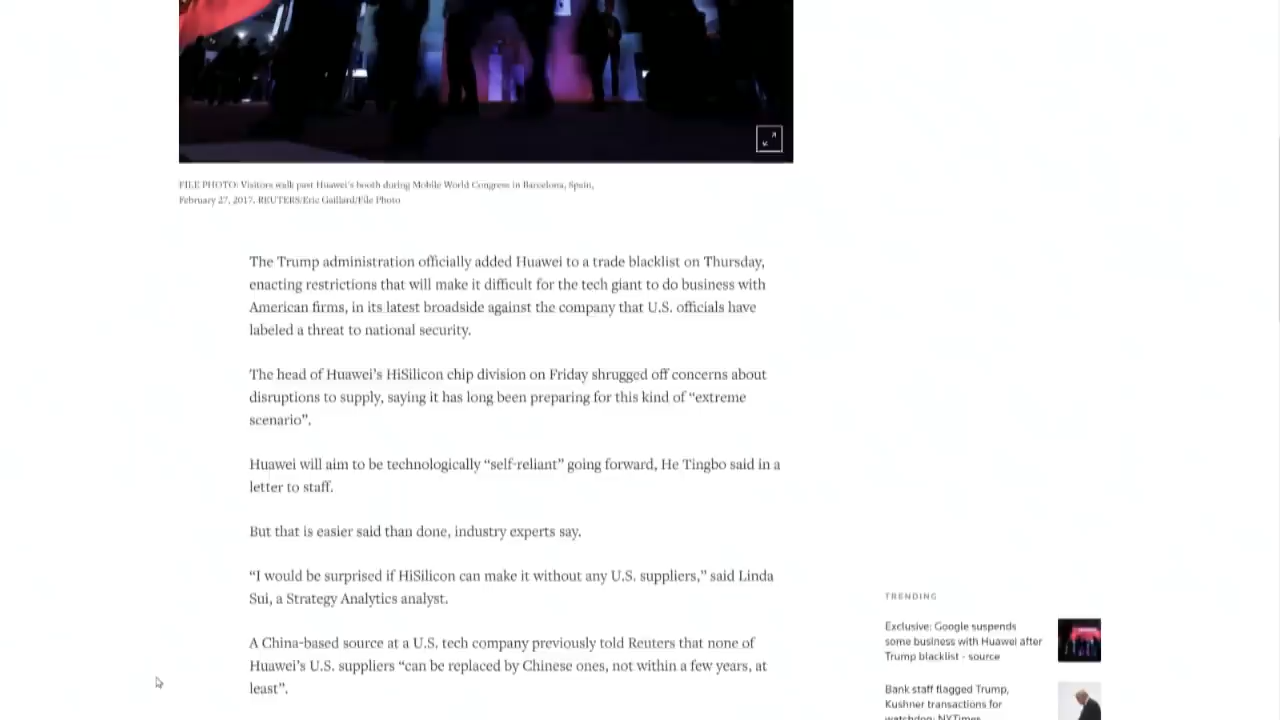 FILE PHOTO: Visitors walk past Huawei's booth during Mobile World Congress in Barcelona, Spain,
February 27, 2017. REUTERS/Eric Gaillard/File Photo
The Trump administration officially added Huawei to a trade blacklist on Thursday,
enacting restrictions that will make it difficult for the tech giant to do business with
American firms, in its latest broadside against the company that U.S. officials have
labeled a threat to national security.
The head of Huawei's HiSilicon chip division on Friday shrugged off concerns about
disruptions to supply, saying it has long been preparing for this kind of “extreme
scenario”.
Huawei will aim to be technologically “self-reliant” going forward, He Tingbo said in a
letter to staff.
But that is easier said than done, industry experts say.
“I would be surprised if HiSilicon can make it without any U.S. suppliers,” said Linda
Sui, a Strategy Analytics analyst.
A China-based source at a U.S. tech company previously told Reuters that none of
Huawei's U.S. suppliers “can be replaced by Chinese ones, not within a few years, at
least”.
TRENDING
Exclusive: Google suspends
some business with Huawei after
Trump blacklist - source
Bank staff flagged Trump,
Kushner transactions for
watchdog: NYTimes